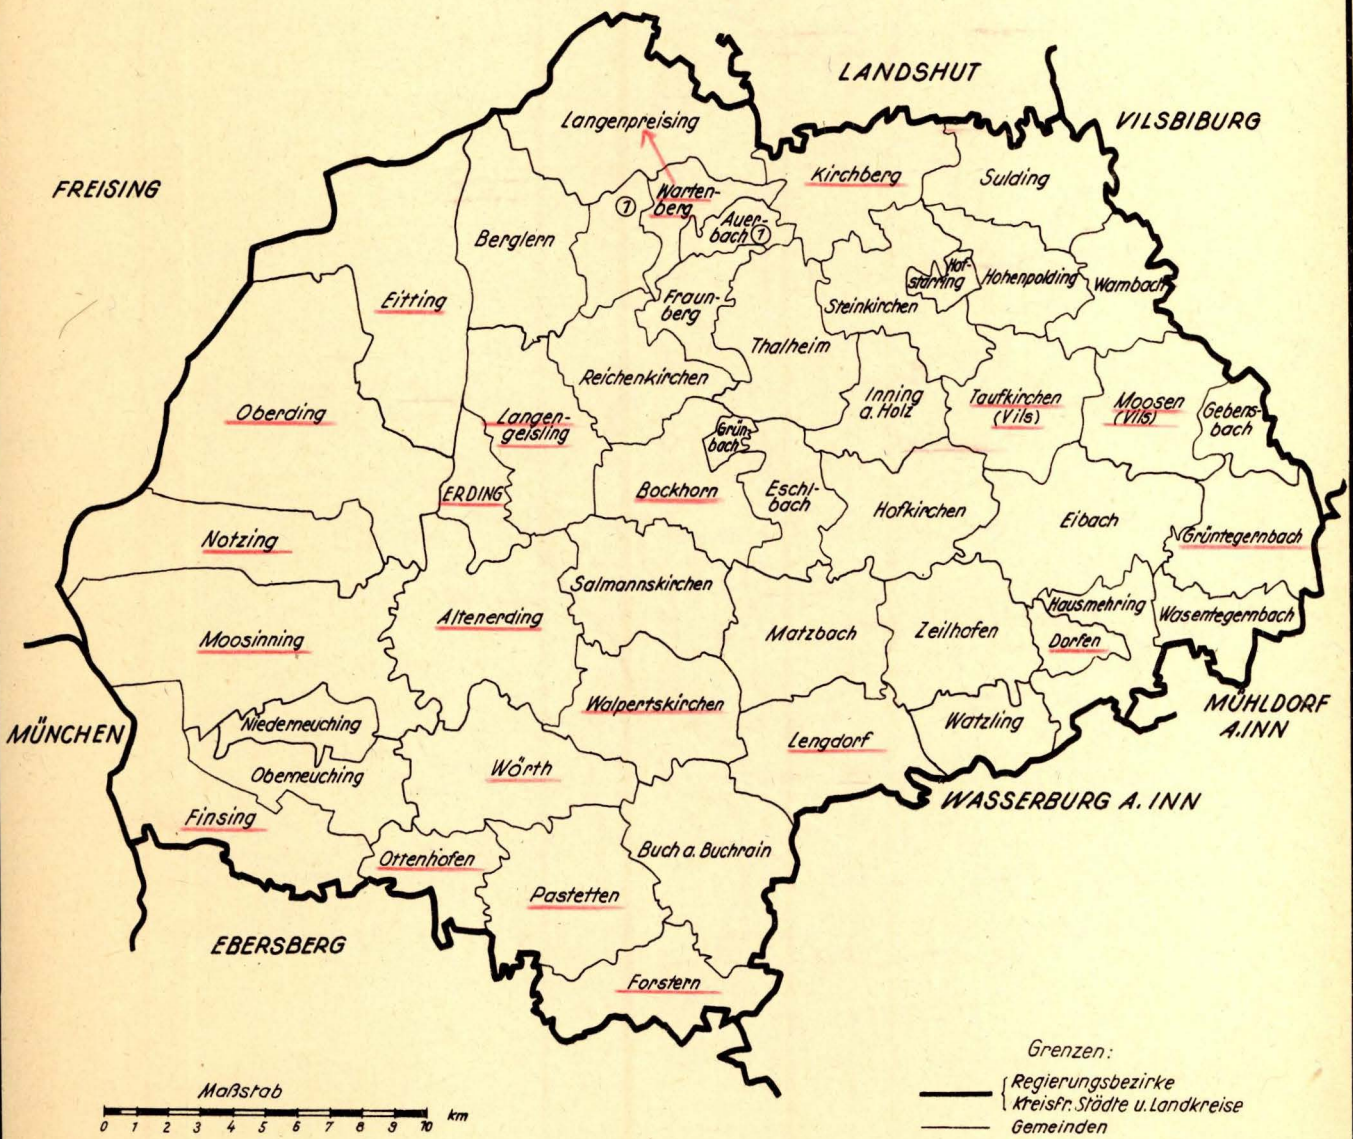 LANDSHUT
VILSBIBURG
FREISING
Langenpreising
Kirchberg
Sulding
Warten-
berg
①
Auer-
bach ①
Berglern
Hof-
starring
Hohenpolding
Wambach
Eitting
Fraun-
berg
Steinkirchen
Thalheim
Reichenkirchen
Inning
a. Holz
Taufkirchen
(Vils)
Moosen
(Vils)
Gebens-
bach
Oberding
Langen-
geisling
Grün-
bach
ERDING
Bockhorn
Eschl-
bach
Hofkirchen
Eibach
Notzing
Grüntegernbach
Salmannskirchen
Hausmehring
Wasentegernbach
Altenerding
Matzbach
Zeilhofen
Dorfen
Moosinning
Walpertskirchen
MÜHLDORF
A.INN
MÜNCHEN
Niederneuching
Watzling
Lengdorf
Oberneuching
Wörth
WASSERBURG A. INN
Finsing
Ottenhofen
Buch a. Buchrain
Pastetten
EBERSBERG
Forstern
Grenzen:
Regierungsbezirke
Kreisfr. Städte u. Landkreise
Gemeinden
Maßstab
0 1 2 3 4 5 6 7 8 9 10 km